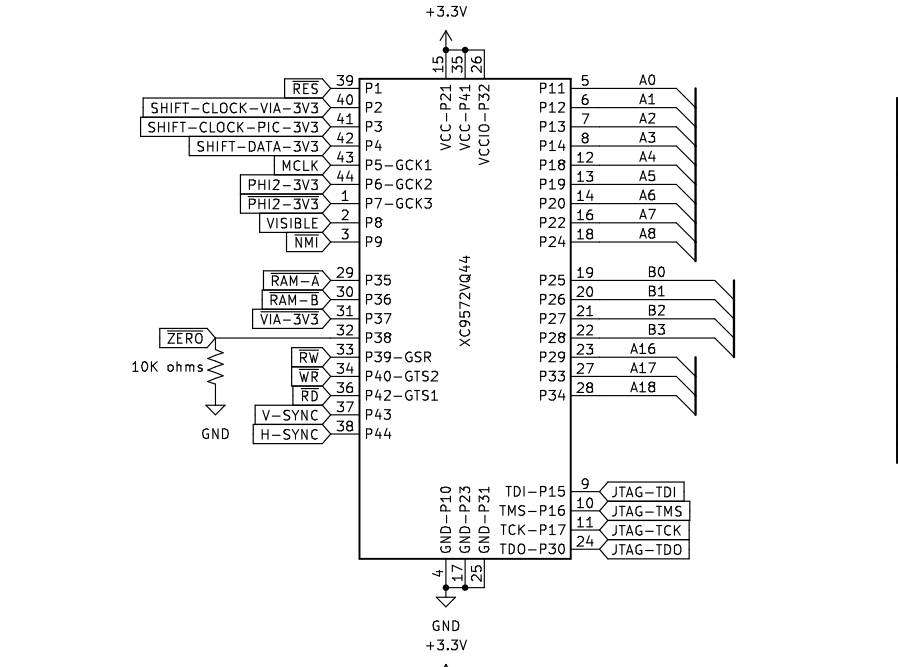 +3.3V
15 35 26
VCC-P21 VCC-P41 VCCIO-P32
RES 39 P1 P11 5 A0
SHIFT-CLOCK-VIA-3V3 40 P2 P12 6 A1
SHIFT-CLOCK-PIC-3V3 41 P3 P13 7 A2
SHIFT-DATA-3V3 42 P4 P14 8 A3
MCLK 43 P5-GCK1 P18 12 A4
PHI2-3V3 44 P6-GCK2 P19 13 A5
PHI2-3V3 1 P7-GCK3 P20 14 A6
VISIBLE 2 P8 P22 16 A7
NMI 3 P9 P24 18 A8
XC9572VQ44
RAM-A 29 P35 P25 19 B0
RAM-B 30 P36 P26 20 B1
VIA-3V3 31 P37 P27 21 B2
ZERO 32 P38 P28 22 B3
RW 33 P39-GSR P29 23 A16
10K ohms
WR 34 P40-GTS2 P33 27 A17
RD 36 P42-GTS1 P34 28 A18
V-SYNC 37 P43
H-SYNC 38 P44
GND
TDI-P15 9 JTAG-TDI
TMS-P16 10 JTAG-TMS
TCK-P17 11 JTAG-TCK
TDO-P30 24 JTAG-TDO
GND-P10 GND-P23 GND-P31
4 17 25
GND
+3.3V